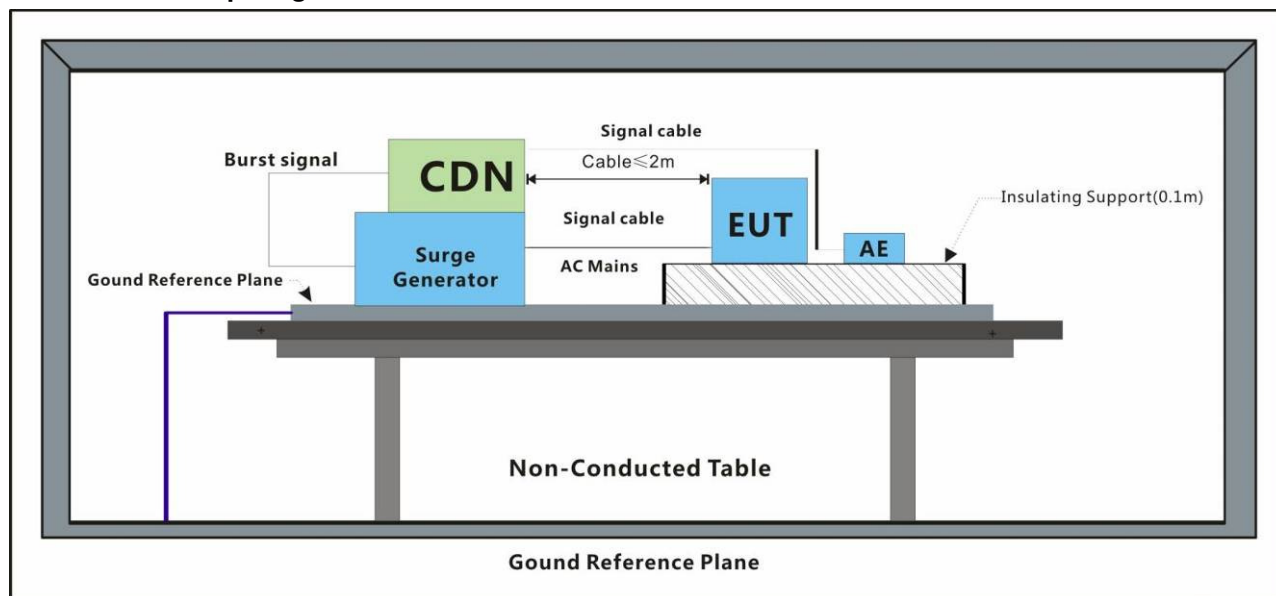 Signal cable
Burst signal
Cable≤2m
CDN
Insulating Support(0.1m)
Signal cable
EUT
Surge
Generator
AE
AC Mains
Gound Reference Plane
Non-Conducted Table
Gound Reference Plane